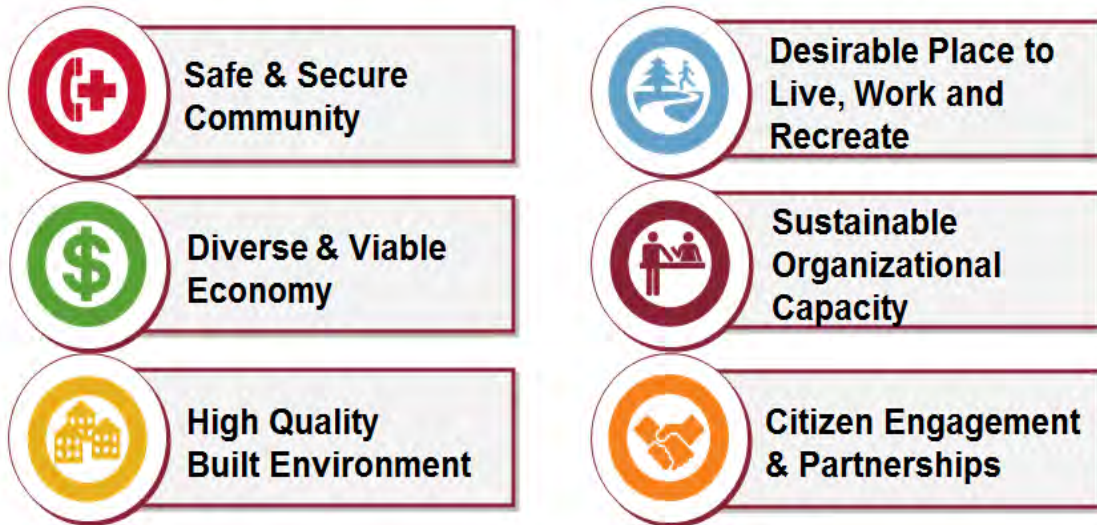 Safe & Secure
Community
Diverse & Viable
Economy
High Quality
Built Environment
Desirable Place to
Live, Work and
Recreate
Sustainable
Organizational
Capacity
Citizen Engagement
& Partnerships